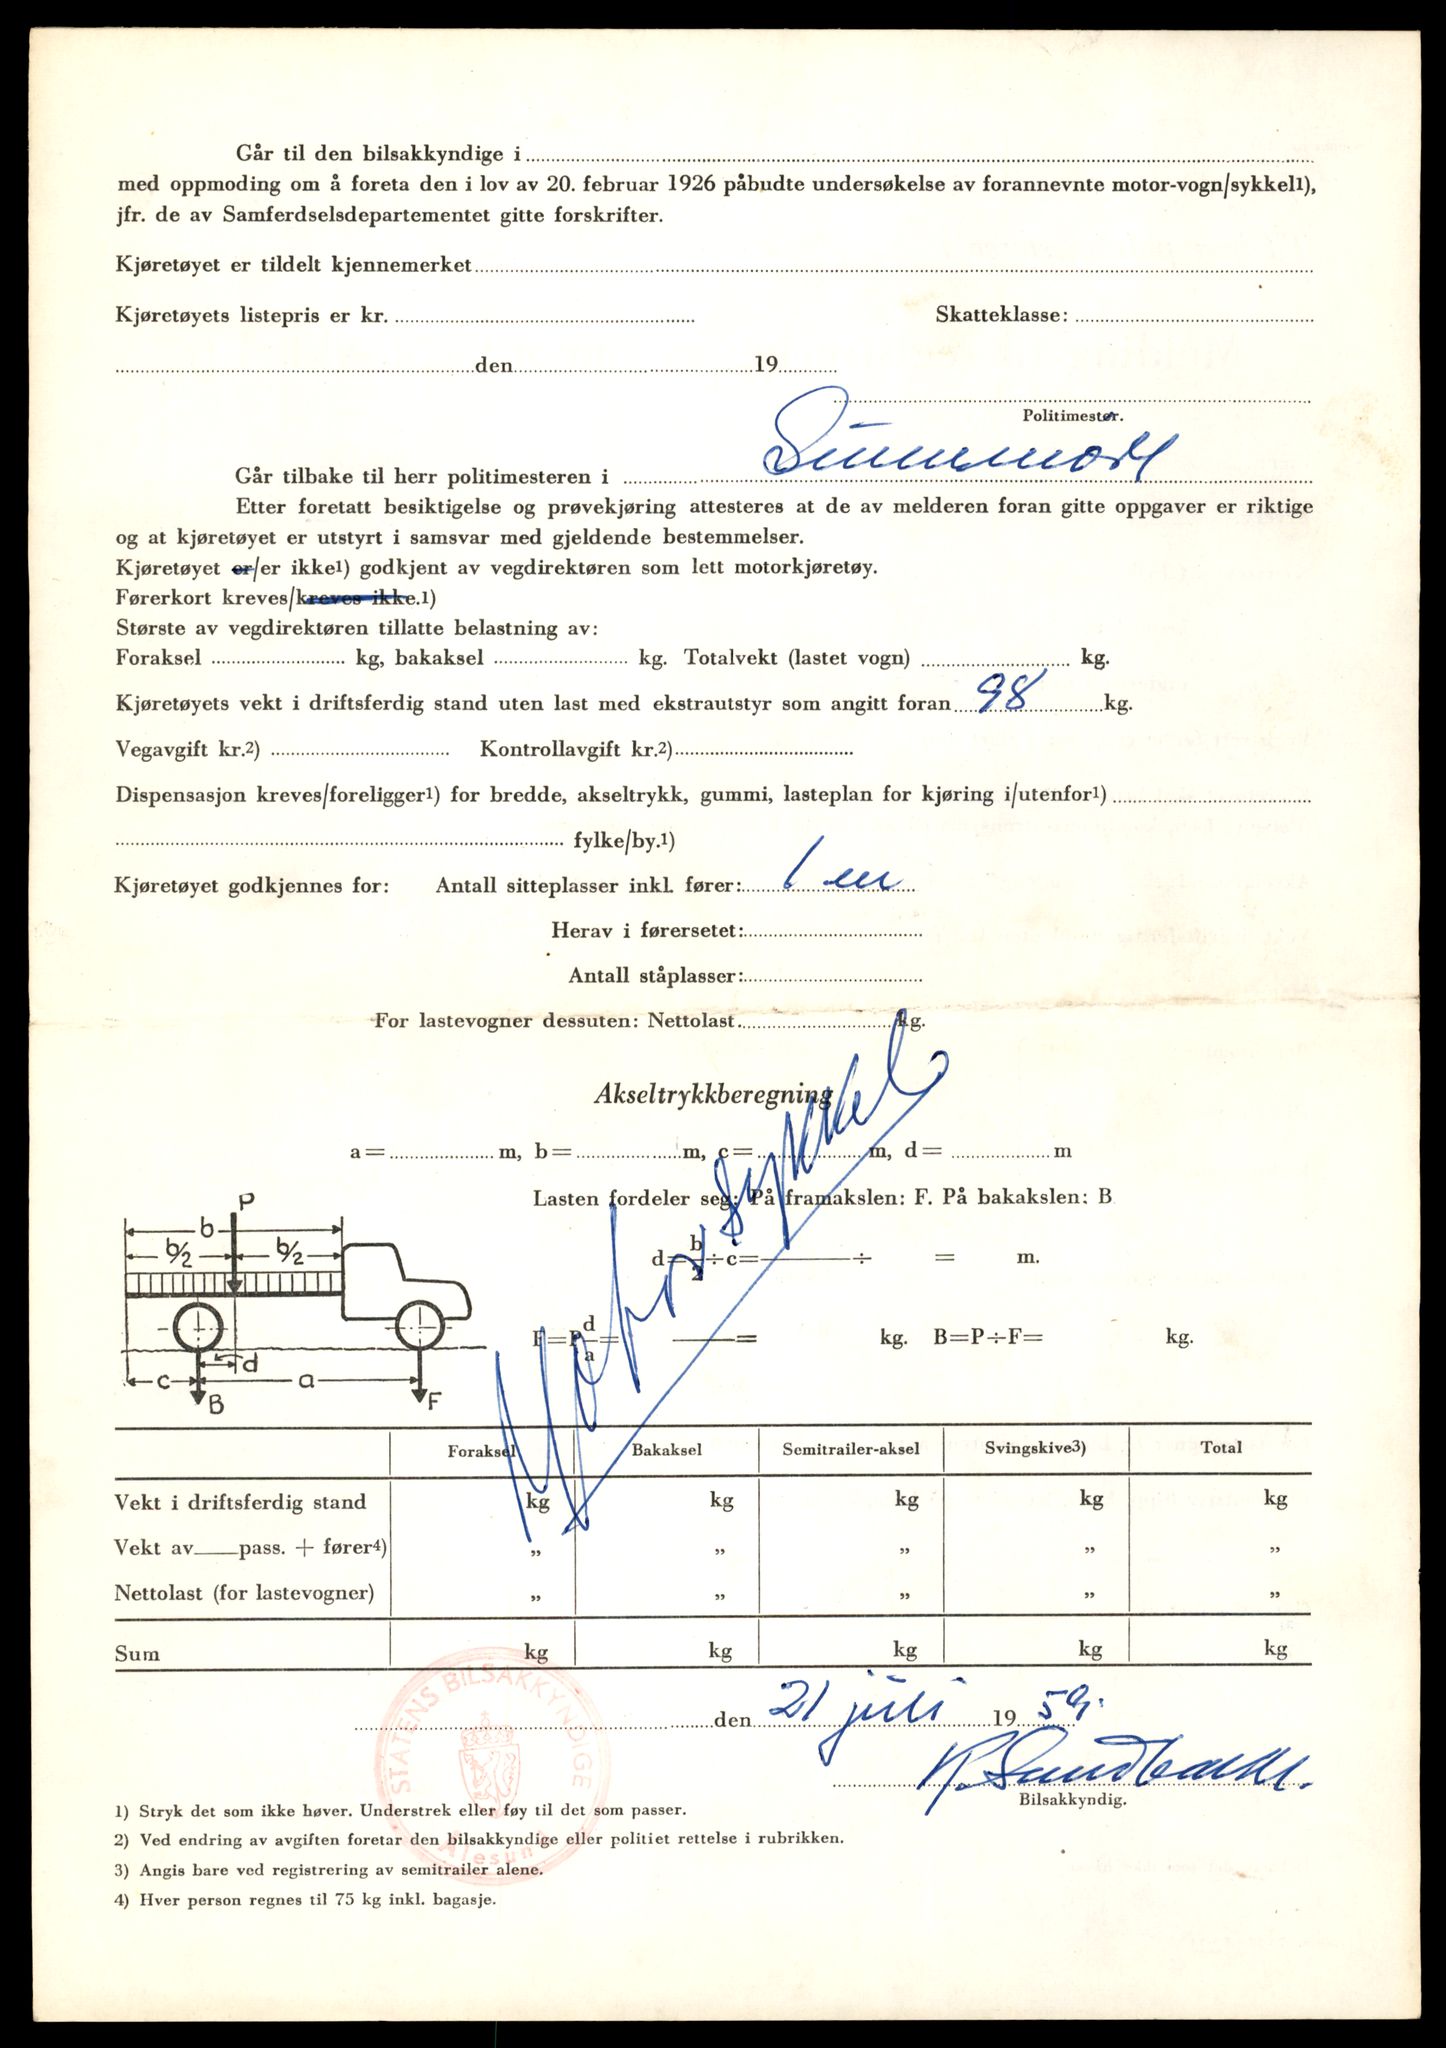 Går til den bilsakkyndige i
med oppmoding om å foreta den i lov av 20. februar 1926 påbudte undersøkelse av forannevnte motor-vogn/sykkel1),
jfr. de av Samferdselsdepartementet gitte forskrifter.
Kjøretøyet er tildelt kjennemerket
Kjøretøyets listepris er kr. Skatteklasse:
den 19
Politimester.
Går tilbake til herr politimesteren i Sunnmøre
Etter foretatt besiktigelse og prøvekjøring attesteres at de av melderen foran gitte oppgaver er riktige
og at kjøretøyet er utstyrt i samsvar med gjeldende bestemmelser.
Kjøretøyet er/er ikke1) godkjent av vegdirektøren som lett motorkjøretøy.
Førerkort kreves/kreves ikke.1)
Største av vegdirektøren tillatte belastning av:
Foraksel kg, bakaksel kg. Totalvekt (lastet vogn) kg.
Kjøretøyets vekt i driftsferdig stand uten last med ekstrautstyr som angitt foran 98 kg.
Vegavgift kr.2) Kontrollavgift kr.2)
Dispensasjon kreves/foreligger1) for bredde, akseltrykk, gummi, lasteplan for kjøring i/utenfor1)
fylke/by.1)
Kjøretøyet godkjennes for: Antall sitteplasser inkl. fører: 1 en
Herav i førersetet:
Antall ståplasser:
For lastevogner dessuten: Nettolast kg.
Akseltrykkberegning
a = m, b = m, c = m, d = m
Motorsykkel
Lasten fordeler seg: På framakslen: F. På bakakslen: B
d = b/2 ÷ c = ÷ = m.
F = P d/a = = kg. B=P÷F= kg.
P
b
b/2 b/2
d
c a
B F
Foraksel Bakaksel Semitrailer-aksel Svingskive3) Total
Vekt i driftsferdig stand kg kg kg kg kg
Vekt av pass. + fører4) „ „ „ „ „
Nettolast (for lastevogner) „ „ „ „ „
Sum kg kg kg kg kg
den 21 juli 19 59.
K. Sundbakk.
Bilsakkyndig.
STATENS BILSAKKYNDIGE
Ålesund
1) Stryk det som ikke høver. Understrek eller føy til det som passer.
2) Ved endring av avgiften foretar den bilsakkyndige eller politiet rettelse i rubrikken.
3) Angis bare ved registrering av semitrailer alene.
4) Hver person regnes til 75 kg inkl. bagasje.